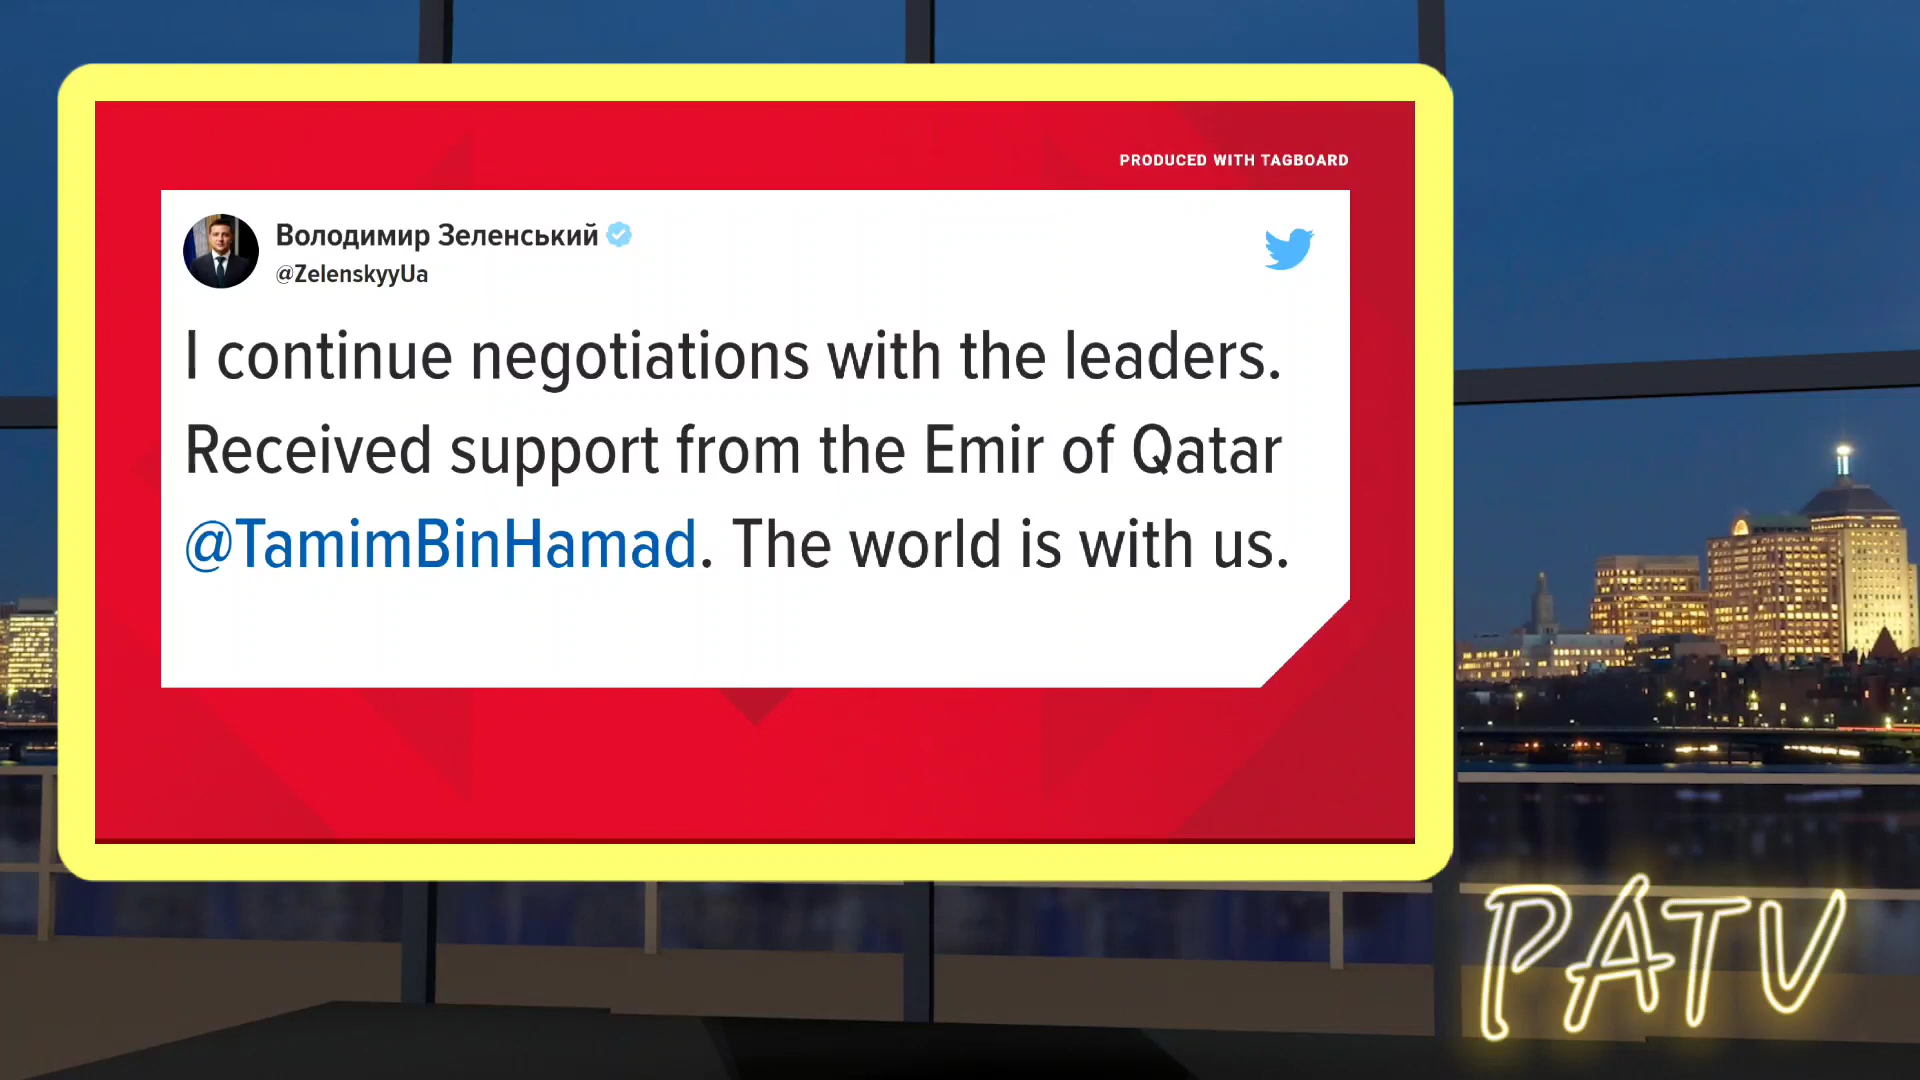 PRODUCED WITH TAGBOARD
Володимир Зеленський
@ZelenskyyUa
I continue negotiations with the leaders.
Received support from the Emir of Qatar
@TamimBinHamad. The world is with us.
PATV